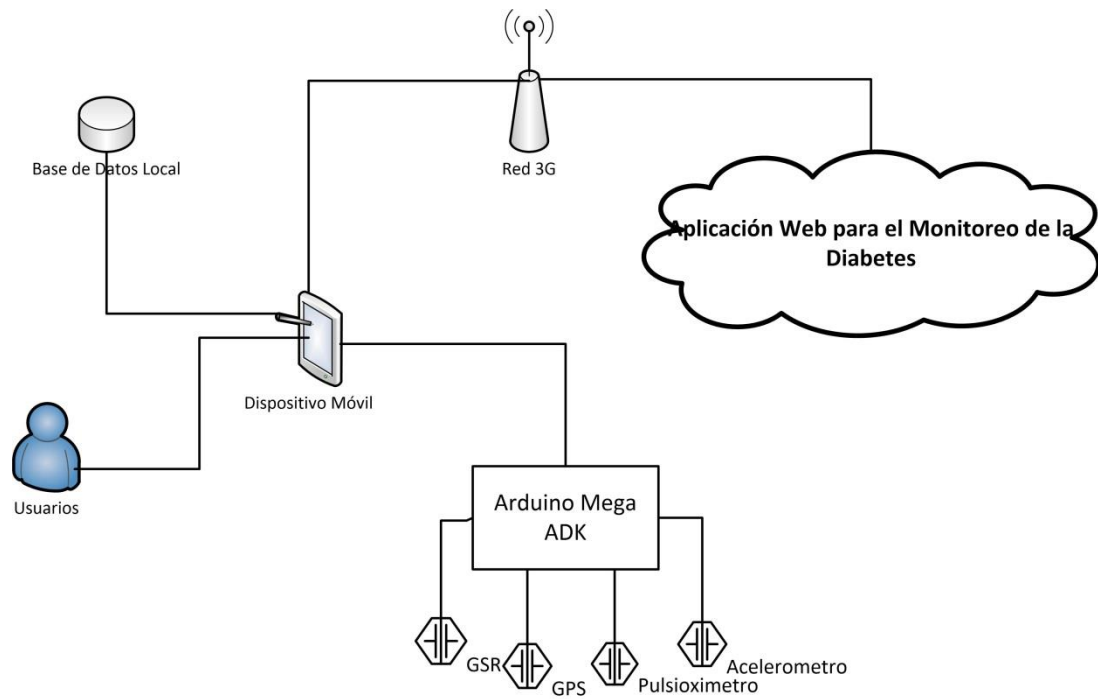 Base de Datos Local
Red 3G
Aplicación Web para el Monitoreo de la
Diabetes
Dispositivo Móvil
Usuarios
Arduino Mega
ADK
GSR
GPS
Pulsioximetro
Acelerometro